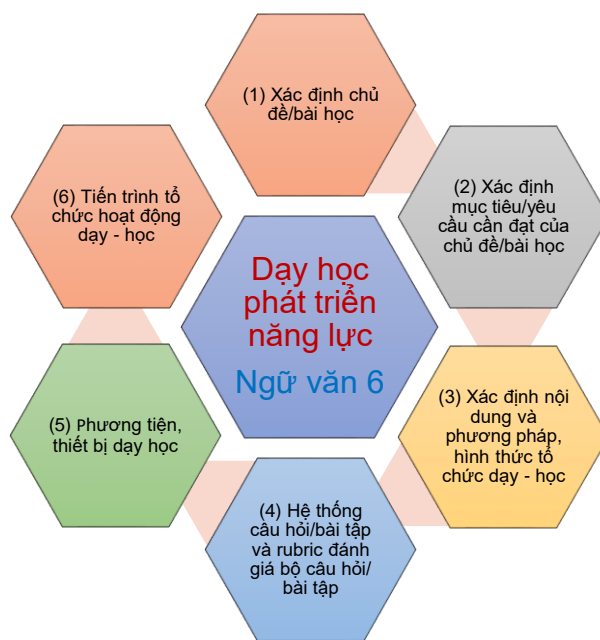 (1) Xác định chủ
đề/bài học
(2) Xác định
mục tiêu/yêu
cầu cần đạt của
chủ đề/bài học
(3) Xác định nội
dung và
phương pháp,
hình thức tổ
chức dạy - học
(4) Hệ thống
câu hỏi/bài tập
và rubric đánh
giá bộ câu hỏi/
bài tập
(5) Phương tiện,
thiết bị dạy học
(6) Tiến trình tổ
chức hoạt động
dạy - học
Dạy học
phát triển
năng lực
Ngữ văn 6